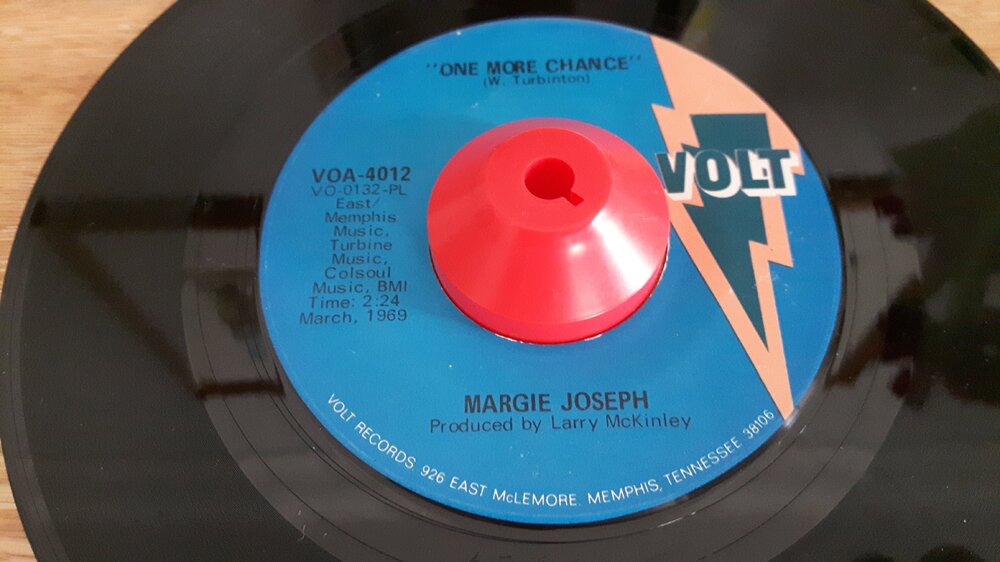 "ONE MORE CHANCE"
(W. Turbinton)
VOLT
VOA-4012
VO-0132-PL
East/
Memphis
Music,
Turbine
Music,
Colsoul
Music, BMI
Time: 2:24
March, 1969
MARGIE JOSEPH
Produced by Larry McKinley
VOLT RECORDS. 926 EAST McLEMORE. MEMPHIS, TENNESSEE 38106